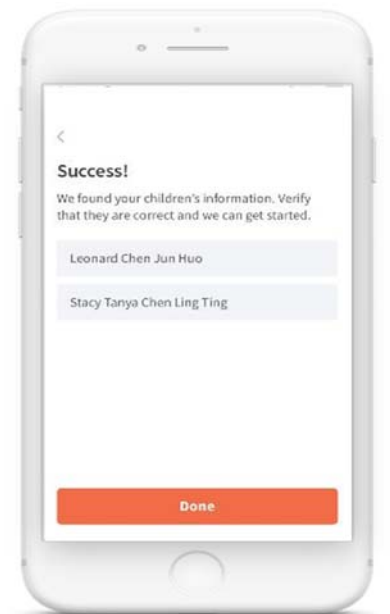 Success!
We found your children's information. Verify
that they are correct and we can get started.
Leonard Chen Jun Huo
Stacy Tanya Chen Ling Ting
Done